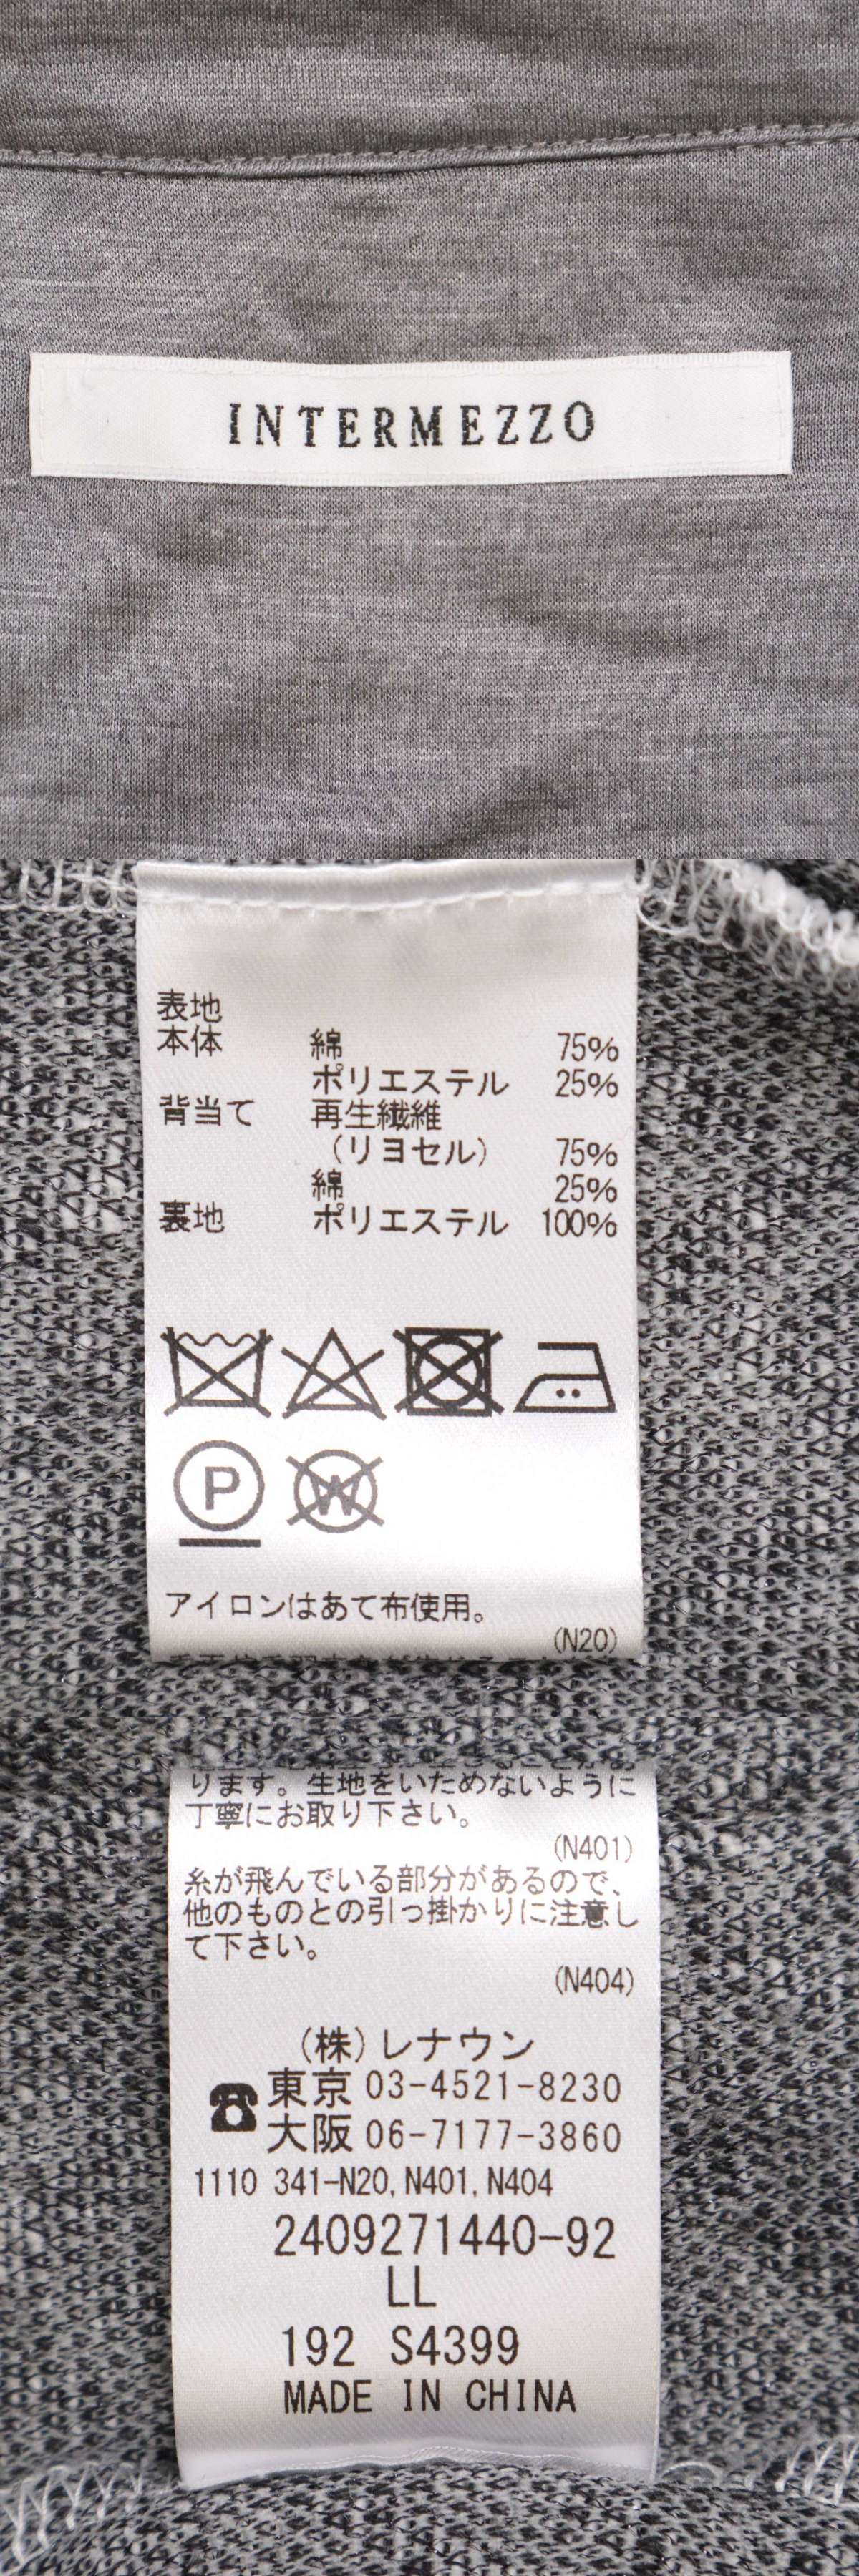 INTERMEZZO
表地
本体 綿 75%
ポリエステル 25%
背当て 再生繊維
(リヨセル) 75%
綿 25%
裏地 ポリエステル 100%
P W
アイロンはあて布使用。
(N20)
ります。生地をいためないように
丁寧にお取り下さい。
(N401)
糸が飛んでいる部分があるので、
他のものとの引っ掛かりに注意し
て下さい。
(N404)
(株)レナウン
東京 03-4521-8230
大阪 06-7177-3860
1110 341-N20,N401,N404
2409271440-92
LL
192 S4399
MADE IN CHINA